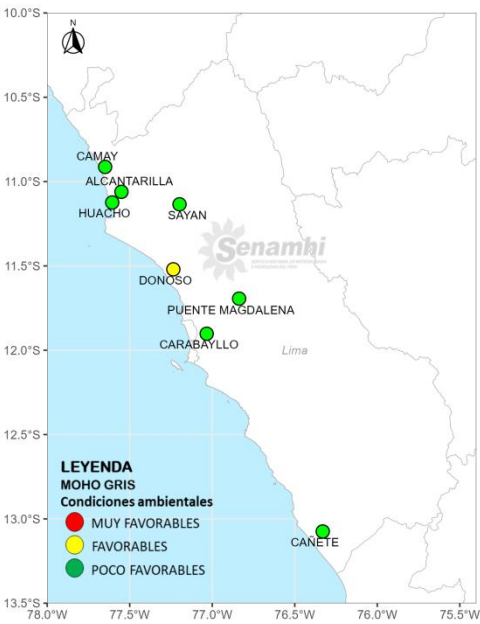 10.0°S
N
10.5°S
CAMAY
ALCANTARILLA
11.0°S
HUACHO
SAYAN
Senamhi
11.5°S
DONOSO
PUENTE MAGDALENA
CARABAYLLO
Lima
12.0°S
12.5°S
LEYENDA
MOHO GRIS
Condiciones ambientales
MUY FAVORABLES
FAVORABLES
POCO FAVORABLES
13.0°S
CAÑETE
13.5°S
78.0°W 77.5°W 77.0°W 76.5°W 76.0°W 75.5°W